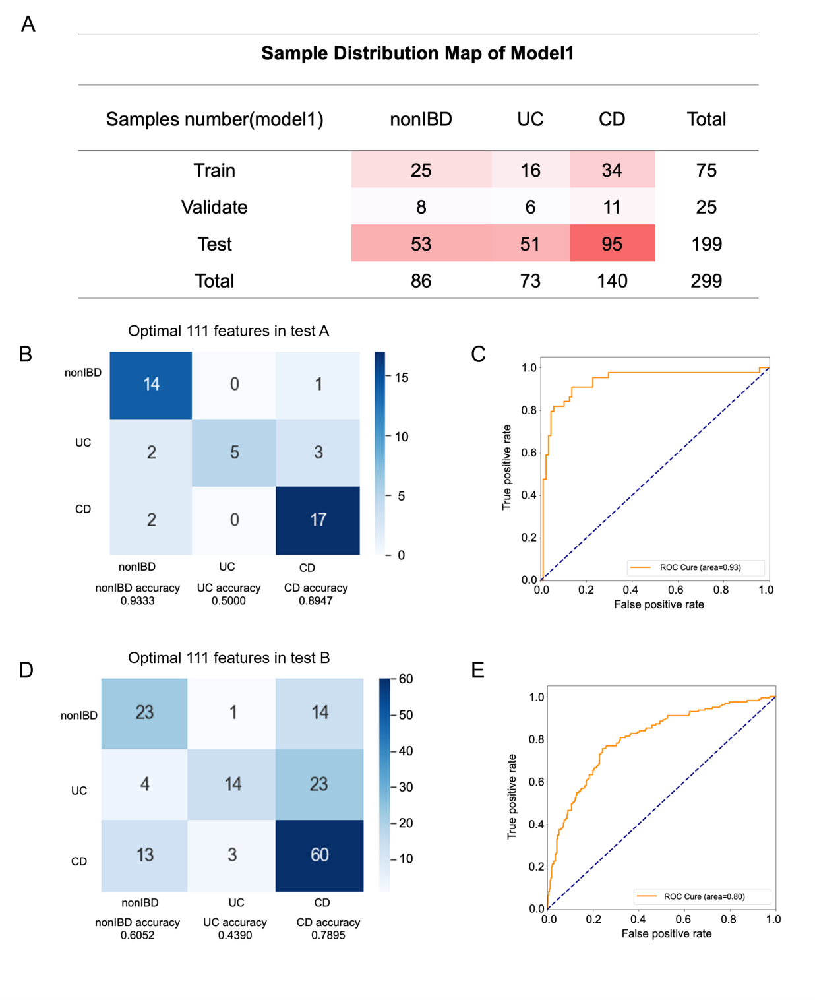 A
Sample Distribution Map of Model1
Samples number(model1) nonIBD UC CD Total
Train 25 16 34 75
Validate 8 6 11 25
Test 53 51 95 199
Total 86 73 140 299
B
Optimal 111 features in test A
nonIBD 14 0 1
UC 2 5 3
CD 2 0 17
nonIBD UC CD
nonIBD accuracy UC accuracy CD accuracy
0.9333 0.5000 0.8947
15
10
5
0
C
1.0
0.8
0.6
0.4
0.2
0.0
True positive rate
ROC Cure (area=0.93)
0.0 0.2 0.4 0.6 0.8 1.0
False positive rate
D
Optimal 111 features in test B
nonIBD 23 1 14
UC 4 14 23
CD 13 3 60
nonIBD UC CD
nonIBD accuracy UC accuracy CD accuracy
0.6052 0.4390 0.7895
60
50
40
30
20
10
E
1.0
0.8
0.6
0.4
0.2
0.0
True positive rate
ROC Cure (area=0.80)
0.0 0.2 0.4 0.6 0.8 1.0
False positive rate